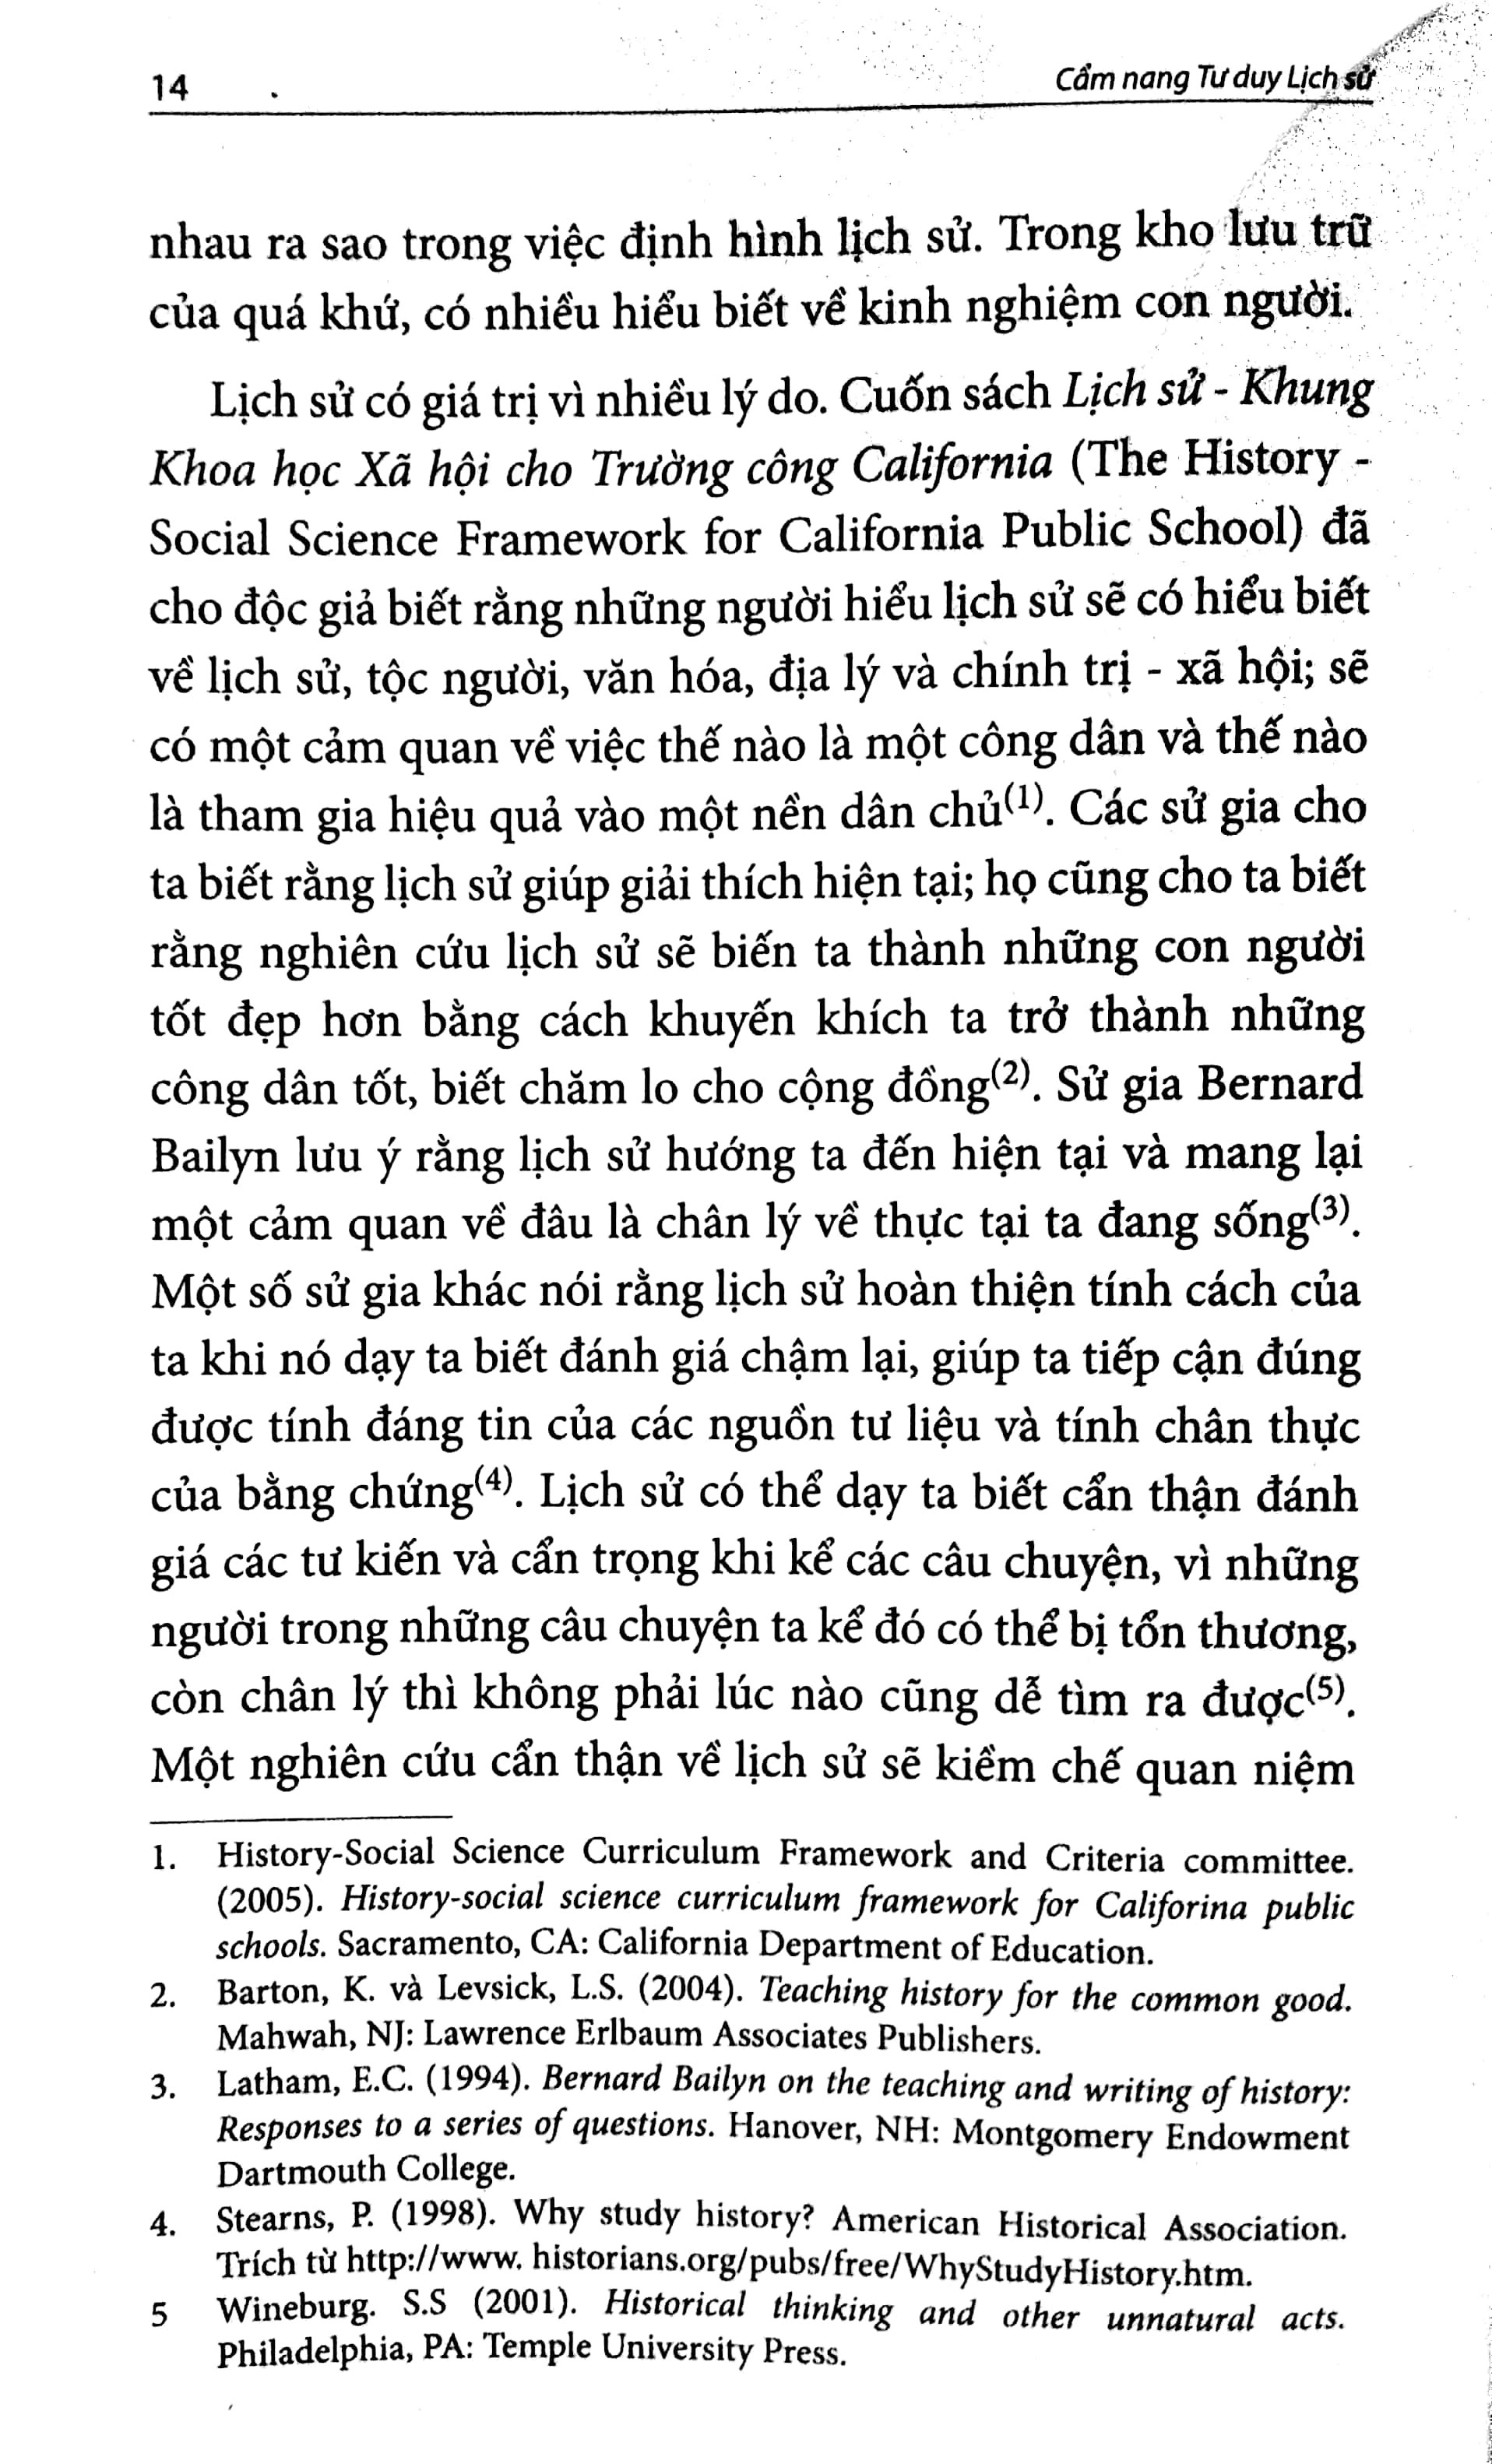 14
Cẩm nang Tư duy Lịch sử
nhau ra sao trong việc định hình lịch sử. Trong kho lưu trữ
của quá khứ, có nhiều hiểu biết về kinh nghiệm con người.
Lịch sử có giá trị vì nhiều lý do. Cuốn sách Lịch sử - Khung
Khoa học Xã hội cho Trường công California (The History -
Social Science Framework for California Public School) đã
cho độc giả biết rằng những người hiểu lịch sử sẽ có hiểu biết
về lịch sử, tộc người, văn hóa, địa lý và chính trị - xã hội; sẽ
có một cảm quan về việc thế nào là một công dân và thế nào
là tham gia hiệu quả vào một nền dân chủ(1). Các sử gia cho
ta biết rằng lịch sử giúp giải thích hiện tại; họ cũng cho ta biết
rằng nghiên cứu lịch sử sẽ biến ta thành những con người
tốt đẹp hơn bằng cách khuyến khích ta trở thành những
công dân tốt, biết chăm lo cho cộng đồng(2). Sử gia Bernard
Bailyn lưu ý rằng lịch sử hướng ta đến hiện tại và mang lại
một cảm quan về đâu là chân lý về thực tại ta đang sống(3).
Một số sử gia khác nói rằng lịch sử hoàn thiện tính cách của
ta khi nó dạy ta biết đánh giá chậm lại, giúp ta tiếp cận đúng
được tính đáng tin của các nguồn tư liệu và tính chân thực
của bằng chứng(4). Lịch sử có thể dạy ta biết cẩn thận đánh
giá các tư kiến và cẩn trọng khi kể các câu chuyện, vì những
người trong những câu chuyện ta kể đó có thể bị tổn thương,
còn chân lý thì không phải lúc nào cũng dễ tìm ra được(5).
Một nghiên cứu cẩn thận về lịch sử sẽ kiềm chế quan niệm
1. History-Social Science Curriculum Framework and Criteria committee.
(2005). History-social science curriculum framework for Califorina public
schools. Sacramento, CA: California Department of Education.
2. Barton, K. và Levsick, L.S. (2004). Teaching history for the common good.
Mahwah, NJ: Lawrence Erlbaum Associates Publishers.
3. Latham, E.C. (1994). Bernard Bailyn on the teaching and writing of history:
Responses to a series of questions. Hanover, NH: Montgomery Endowment
Dartmouth College.
4. Stearns, P. (1998). Why study history? American Historical Association.
Trích từ http://www. historians.org/pubs/free/WhyStudyHistory.htm.
5 Wineburg. S.S (2001). Historical thinking and other unnatural acts.
Philadelphia, PA: Temple University Press.